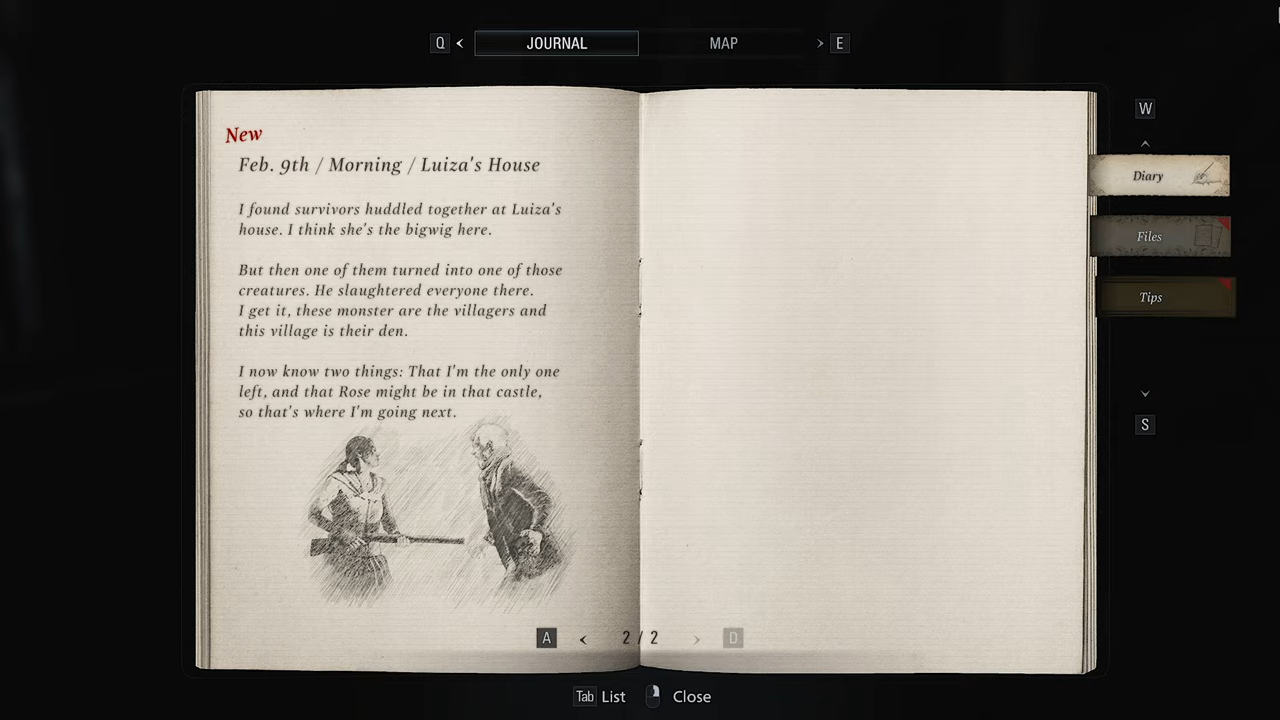 Q < JOURNAL MAP > E
W
New
Feb. 9th / Morning / Luiza's House
Diary
I found survivors huddled together at Luiza's
house. I think she's the bigwig here.
Files
But then one of them turned into one of those
creatures. He slaughtered everyone there.
I get it, these monster are the villagers and
this village is their den.
Tips
I now know two things: That I'm the only one
left, and that Rose might be in that castle,
so that's where I'm going next.
S
A < 2 / 2 > D
Tab List Close